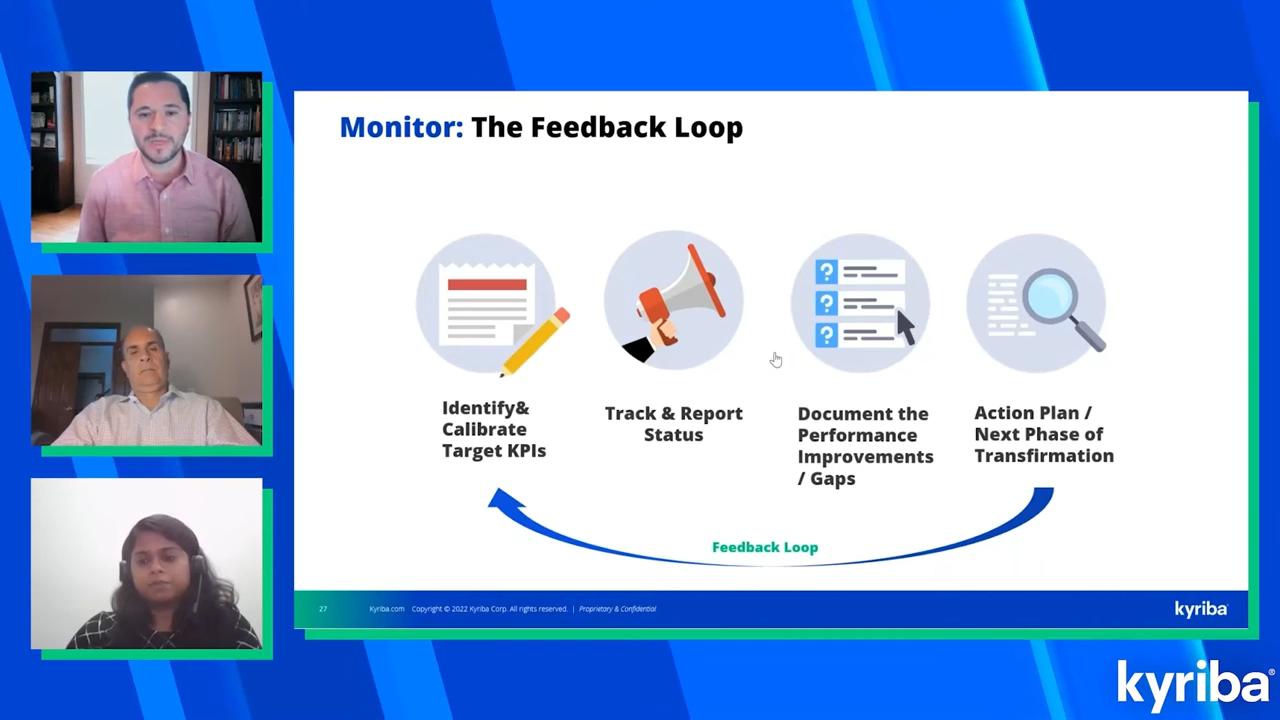 Monitor: The Feedback Loop
Identify&
Calibrate
Target KPIs
Track & Report
Status
Document the
Performance
Improvements
/ Gaps
Action Plan /
Next Phase of
Transfirmation
? 
?
?
Feedback Loop
27 Kyriba.com Copyright © 2022 Kyriba Corp. All rights reserved. | Proprietary & Confidential
kyriba
kyriba®